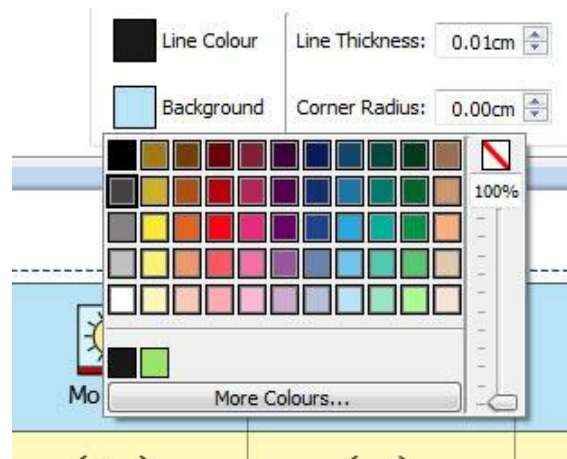 Line Colour Line Thickness: 0.01cm
Background Corner Radius: 0.00cm
100%
Mo
More Colours...